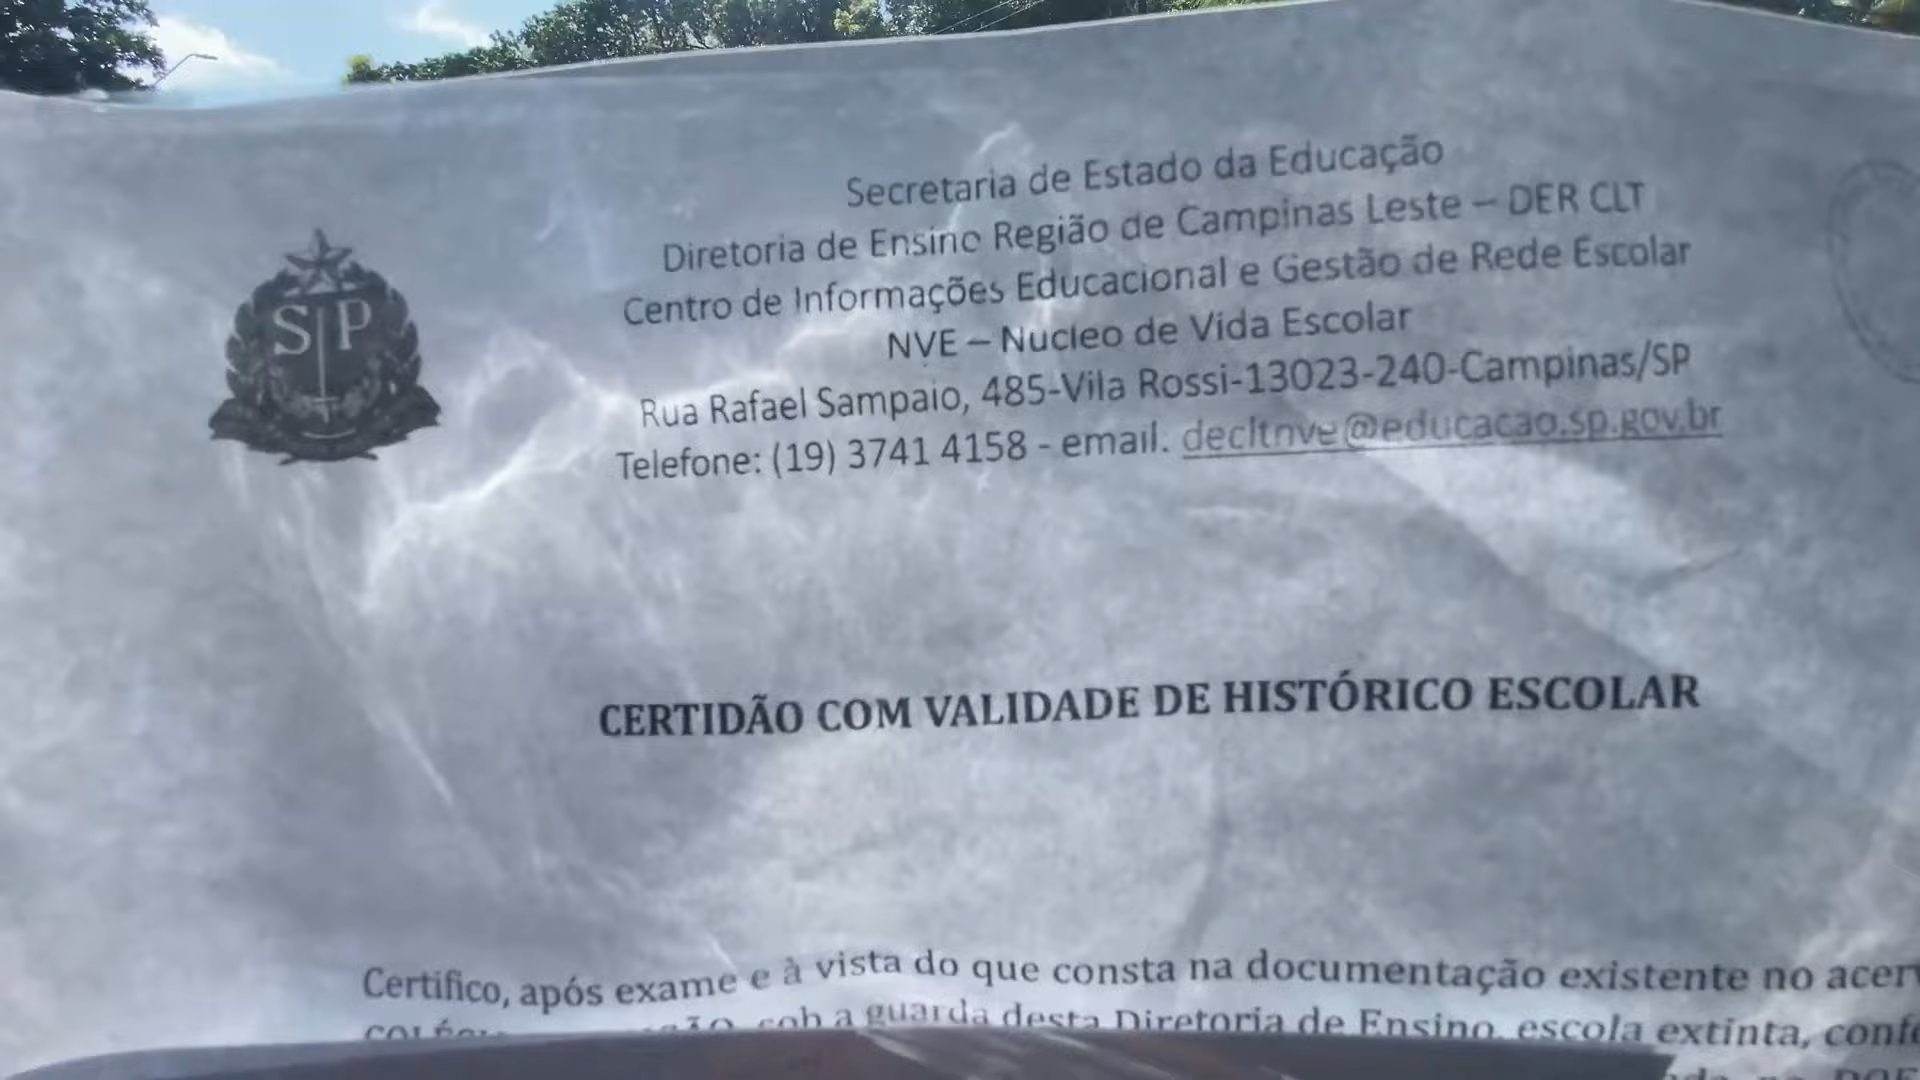 Secretaria de Estado da Educação
Diretoria de Ensino Região de Campinas Leste – DER CLT
Centro de Informações Educacional e Gestão de Rede Escolar
SP
NVE – Nucleo de Vida Escolar
Rua Rafael Sampaio, 485-Vila Rossi-13023-240-Campinas/SP
Telefone: (19) 3741 4158 - email. decltnve@educacao.sp.gov.br
CERTIDÃO COM VALIDADE DE HISTÓRICO ESCOLAR
Certifico, após exame e à vista do que consta na documentação existente no
sob a guarda desta Diretoria de Ensino, escola extinta,